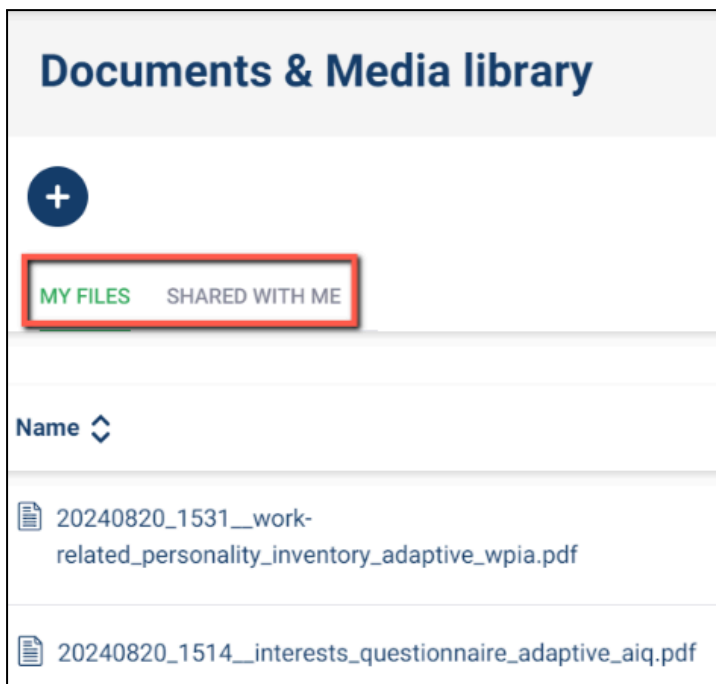 Documents & Media library
MY FILES SHARED WITH ME
Name
20240820_1531__work-
related_personality_inventory_adaptive_wpia.pdf
20240820_1514__interests_questionnaire_adaptive_aiq.pdf